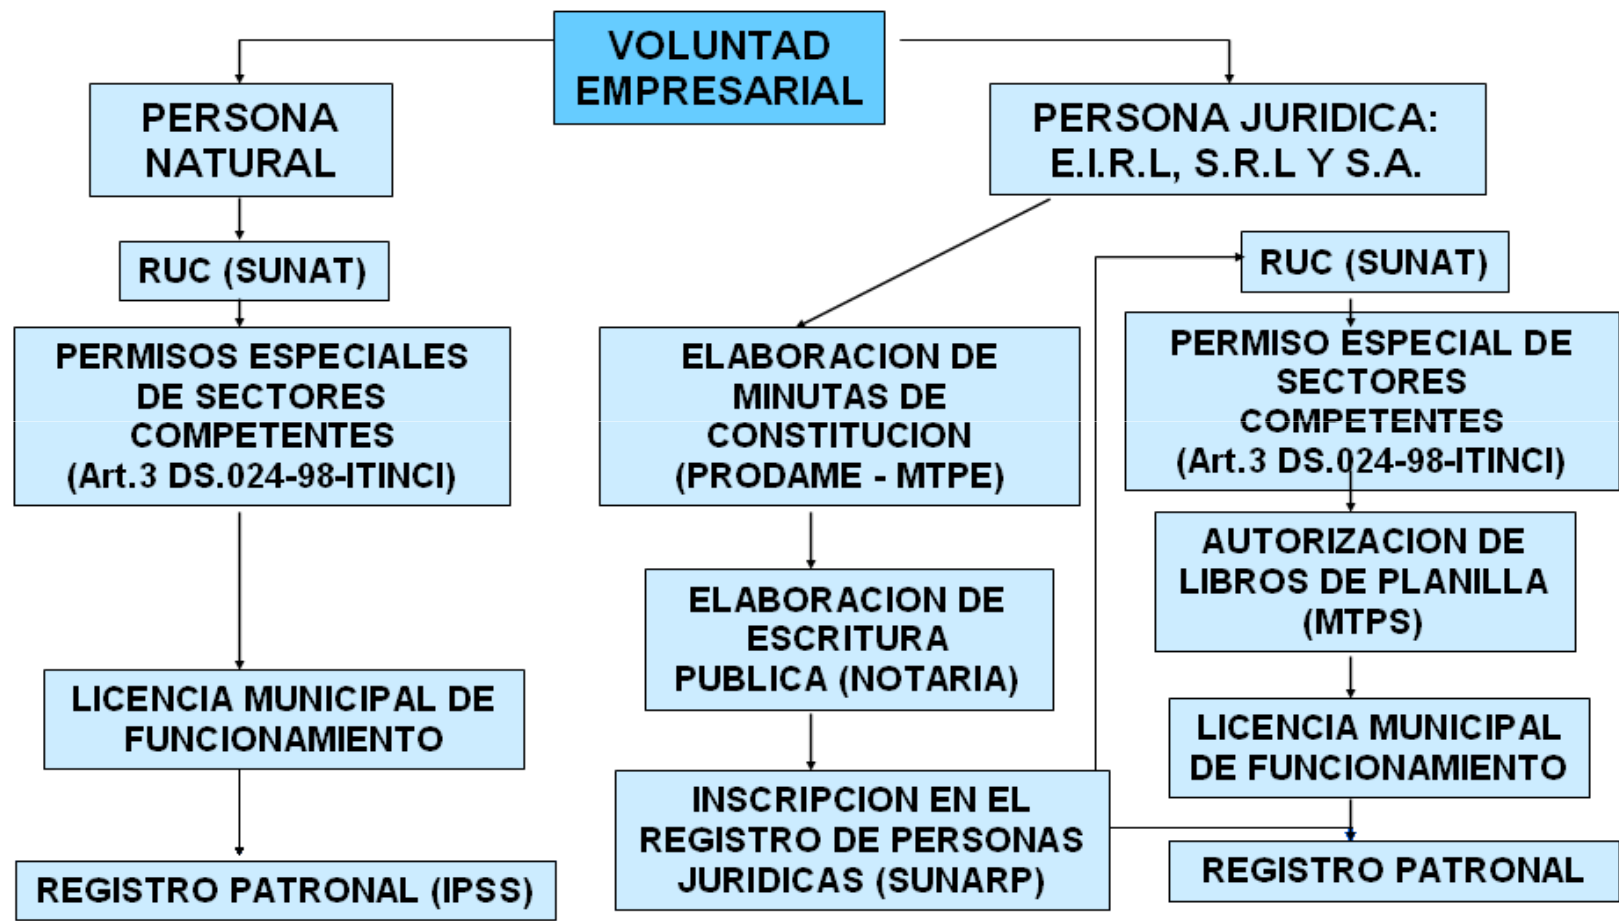 VOLUNTAD
EMPRESARIAL
PERSONA
NATURAL
RUC (SUNAT)
PERMISOS ESPECIALES
DE SECTORES
COMPETENTES
(Art.3 DS.024-98-ITINCI)
LICENCIA MUNICIPAL DE
FUNCIONAMIENTO
REGISTRO PATRONAL (IPSS)
PERSONA JURIDICA:
E.I.R.L, S.R.L Y S.A.
ELABORACION DE
MINUTAS DE
CONSTITUCION
(PRODAME - MTPE)
ELABORACION DE
ESCRITURA
PUBLICA (NOTARIA)
INSCRIPCION EN EL
REGISTRO DE PERSONAS
JURIDICAS (SUNARP)
RUC (SUNAT)
PERMISO ESPECIAL DE
SECTORES
COMPETENTES
(Art.3 DS.024-98-ITINCI)
AUTORIZACION DE
LIBROS DE PLANILLA
(MTPS)
LICENCIA MUNICIPAL
DE FUNCIONAMIENTO
REGISTRO PATRONAL